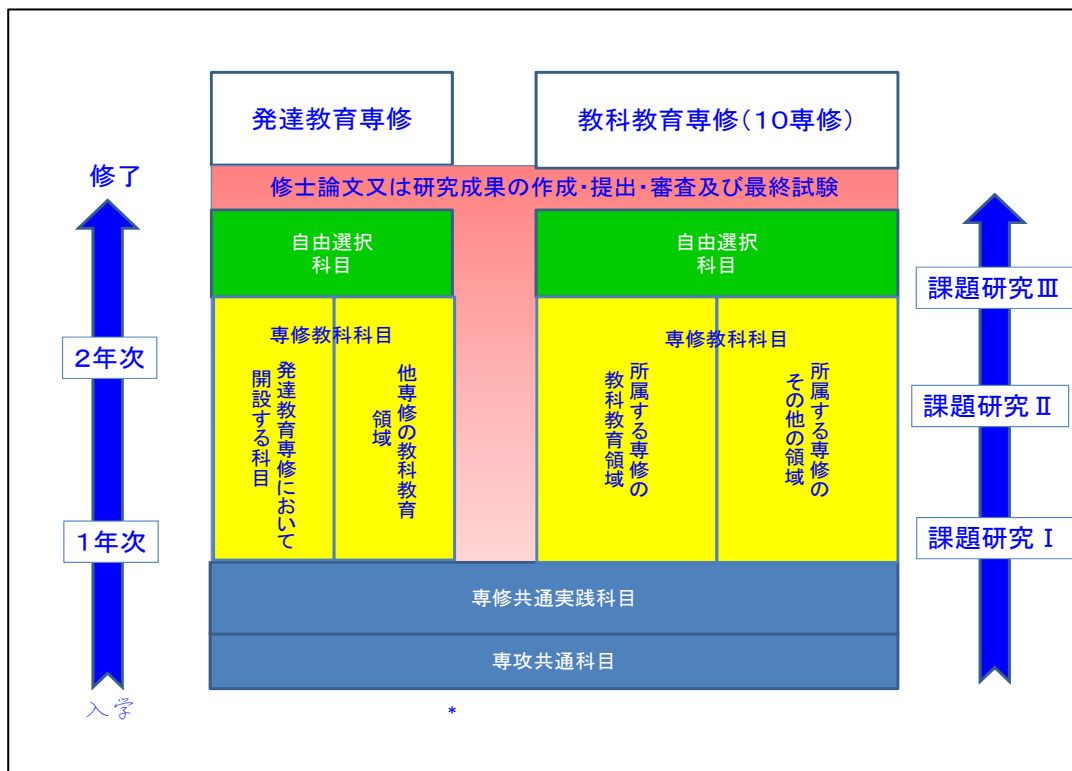 発達教育専修
教科教育専修(10専修)
修了
修士論文又は研究成果の作成・提出・審査及び最終試験
自由選択
科目
自由選択
科目
課題研究Ⅲ
2年次
専修教科科目
発達教育専修において
開設する科目
他専修の教科教育
領域
専修教科科目
所属する専修の
教科教育領域
所属する専修の
その他の領域
課題研究Ⅱ
1年次
課題研究Ⅰ
専修共通実践科目
専攻共通科目
入学
*